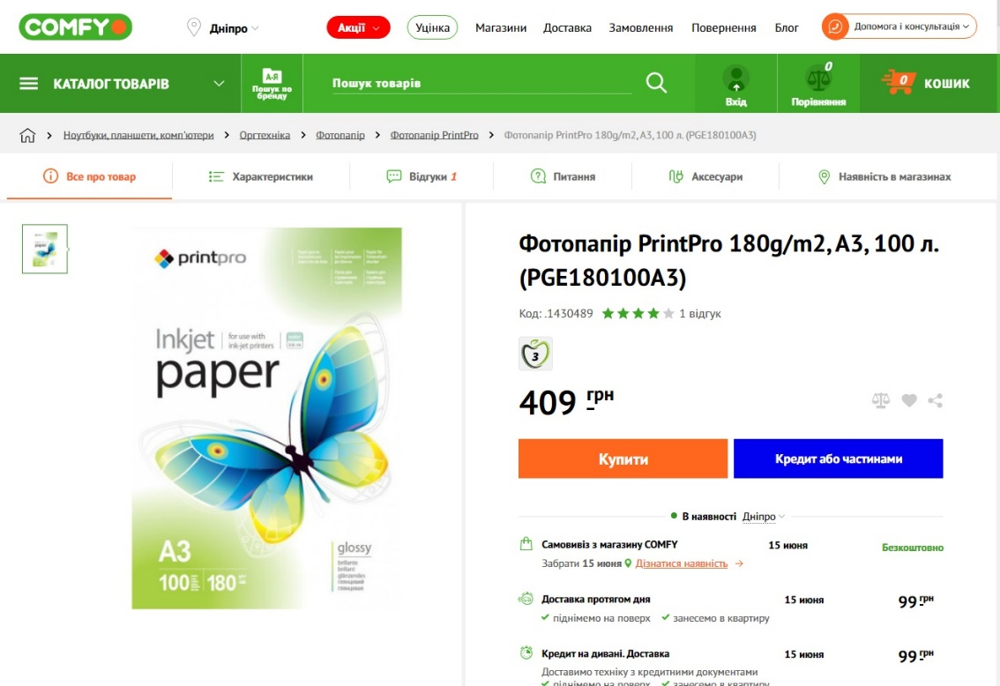 COMFY
Дніпро
Акції
Уцінка
Магазини
Доставка
Замовлення
Повернення
Блог
Допомога і консультація
КАТАЛОГ ТОВАРІВ
А-Я
Пошук по
бренду
Пошук товарів
Вхід
0
Порівняння
0
КОШИК
Ноутбуки, планшети, комп'ютери
Оргтехніка
Фотопапір
Фотопапір PrintPro
Фотопапір PrintPro 180g/m2, A3, 100 л. (PGE180100A3)
Все про товар
Характеристики
Відгуки 1
Питання
Аксесуари
Наявність в магазинах
printpro
Inkjet
for use with
ink-jet printers
paper
A3
100
180
glossy
brillante
brillant
glänzendes
глянцевий
глянцевая
Фотопапір PrintPro 180g/m2, A3, 100 л.
(PGE180100A3)
Код: .1430489
1 відгук
3
409 грн
Купити
Кредит або частинами
В наявності Дніпро
Самовивіз з магазину COMFY
15 июня
Безкоштовно
Забрати 15 июня
Дізнатися наявність
Доставка протягом дня
15 июня
99 грн
піднімемо на поверх
занесемо в квартиру
Кредит на дивані. Доставка
15 июня
99 грн
Доставимо техніку з кредитними документами
піднімемо на поверх
занесемо в квартиру